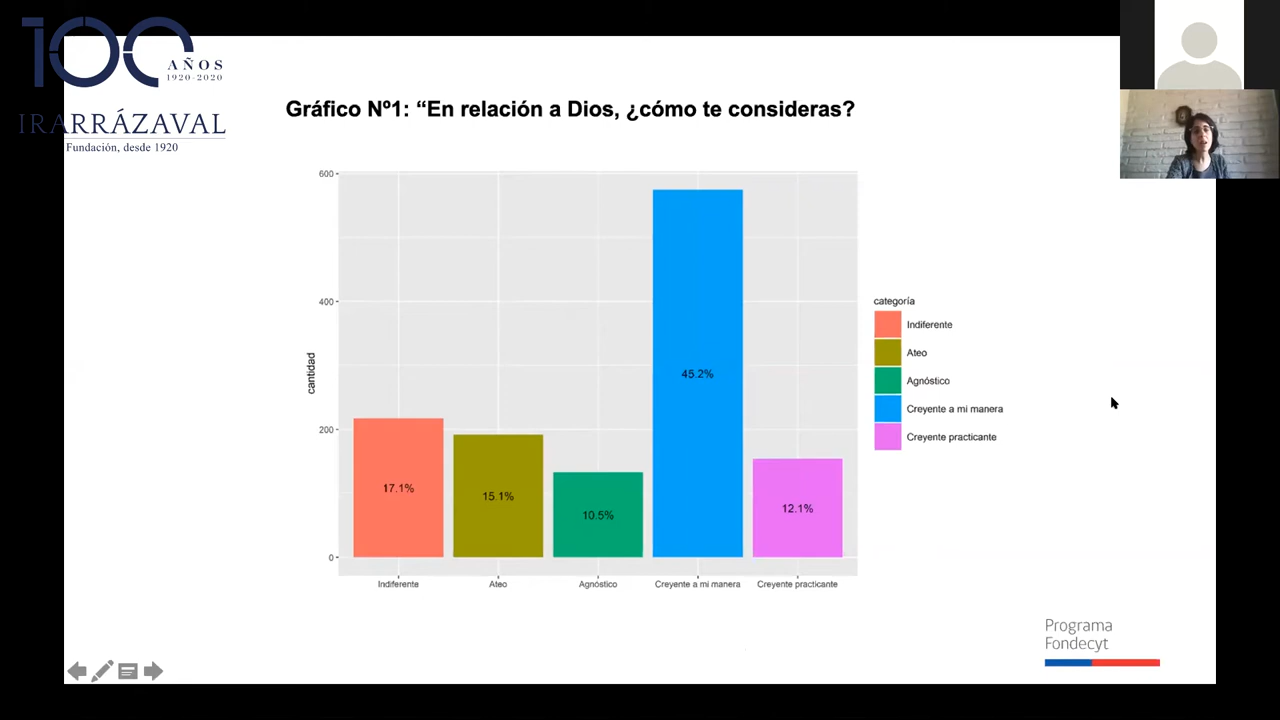 100
AÑOS
1920-2020
IRARRÁZAVAL
Fundación, desde 1920
Gráfico Nº1: “En relación a Dios, ¿cómo te consideras?
600
400
200
0
cantidad
45.2%
17.1%
15.1%
10.5%
12.1%
Indiferente
Ateo
Agnóstico
Creyente a mi manera
Creyente practicante
categoría
Indiferente
Ateo
Agnóstico
Creyente a mi manera
Creyente practicante
Programa
Fondecyt